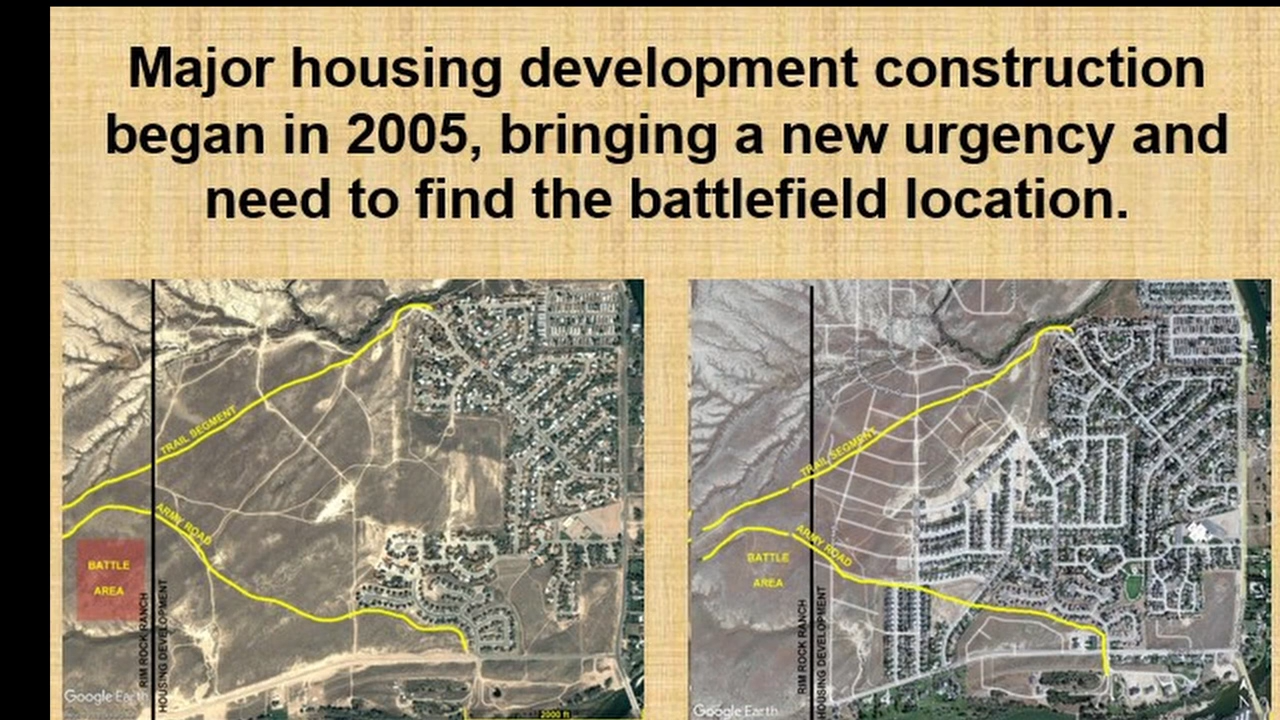 Major housing development construction
began in 2005, bringing a new urgency and
need to find the battlefield location.
TRAIL SEGMENT
ARMY ROAD
BATTLE
AREA
RIM ROCK RANCH
HOUSING DEVELOPMENT
Google Earth
2000 ft
TRAIL SEGMENT
ARMY ROAD
BATTLE
AREA
RIM ROCK RANCH
HOUSING DEVELOPMENT
Google Earth